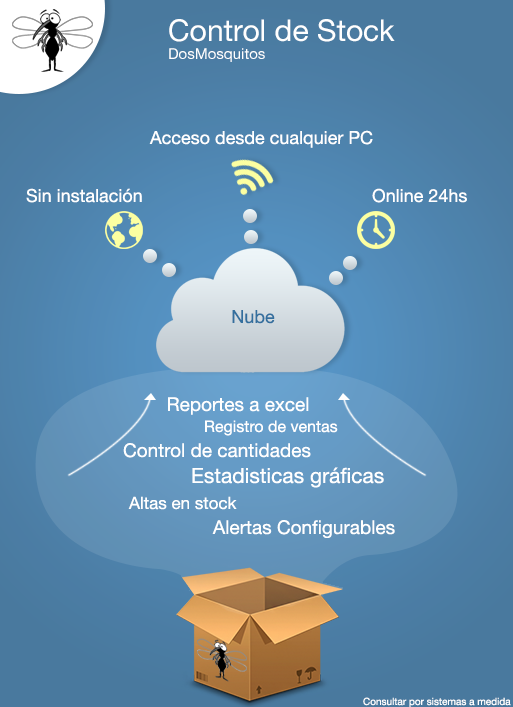 Control de Stock
DosMosquitos
Acceso desde cualquier PC
Sin instalación
Online 24hs
Nube
Reportes a excel
Registro de ventas
Control de cantidades
Estadisticas gráficas
Altas en stock
Alertas Configurables
Consultar por sistemas a medida